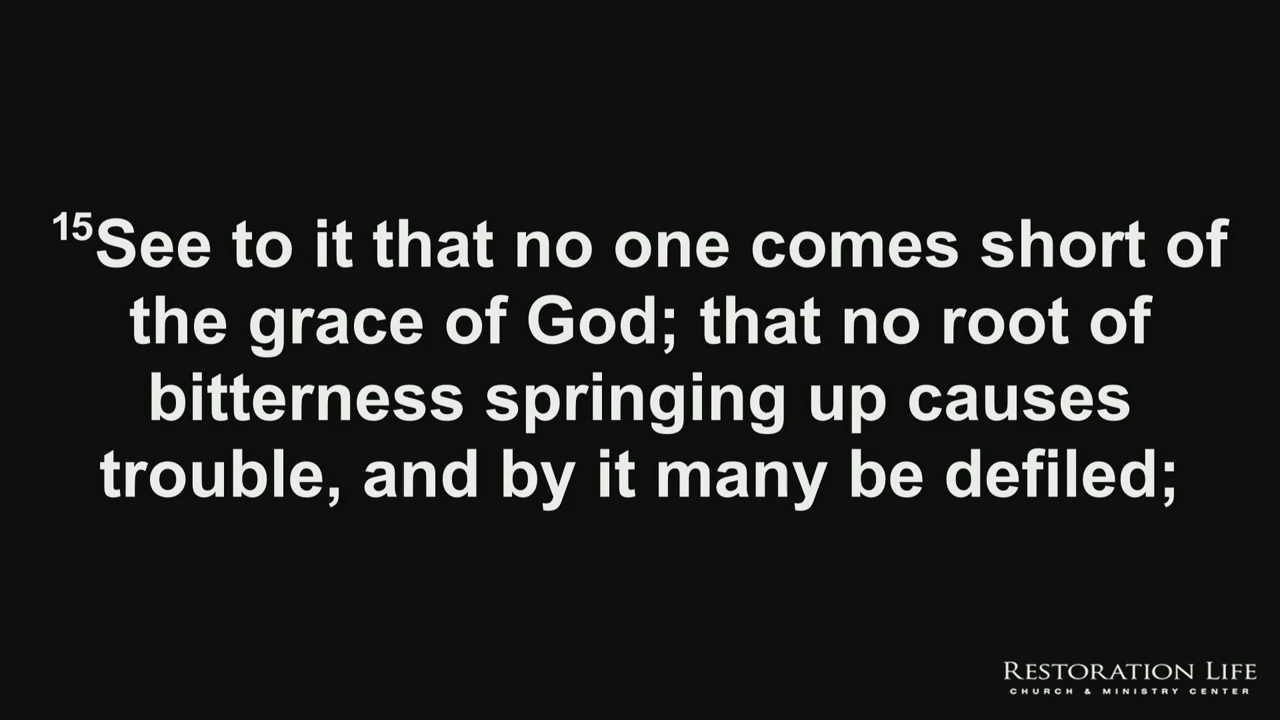 15See to it that no one comes short of
the grace of God; that no root of
bitterness springing up causes
trouble, and by it many be defiled;
RESTORATION LIFE
CHURCH & MINISTRY CENTER